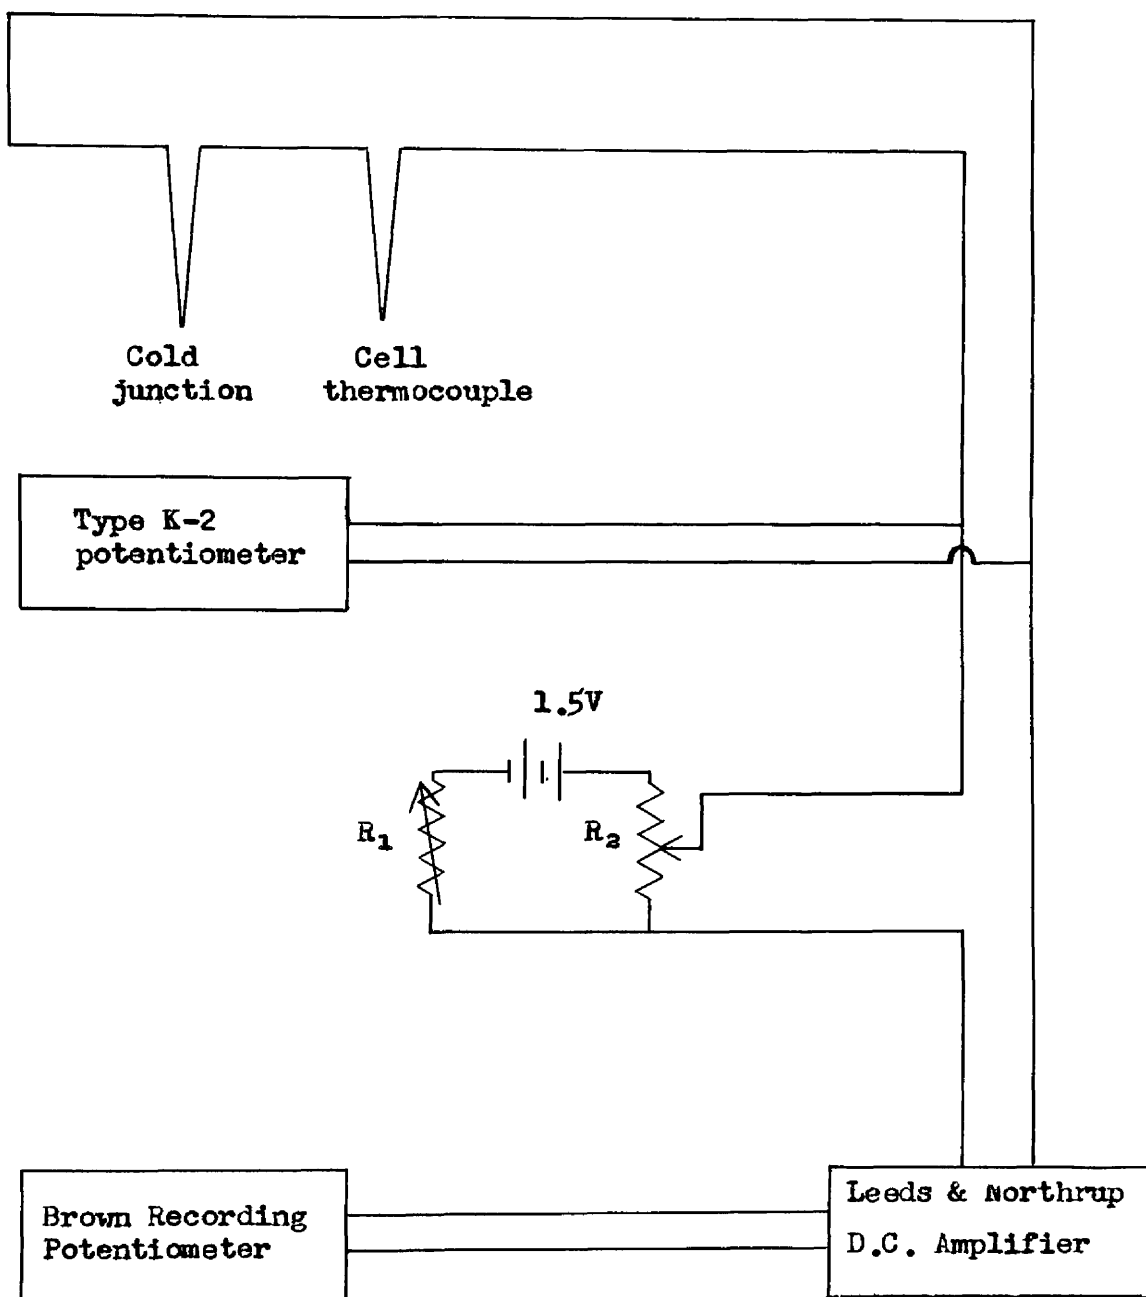 Cold
junction
Cell
thermocouple
Type K-2
potentiometer
1.5V
R₁
R₂
Brown Recording
Potentiometer
Leeds & Northrup
D.C. Amplifier